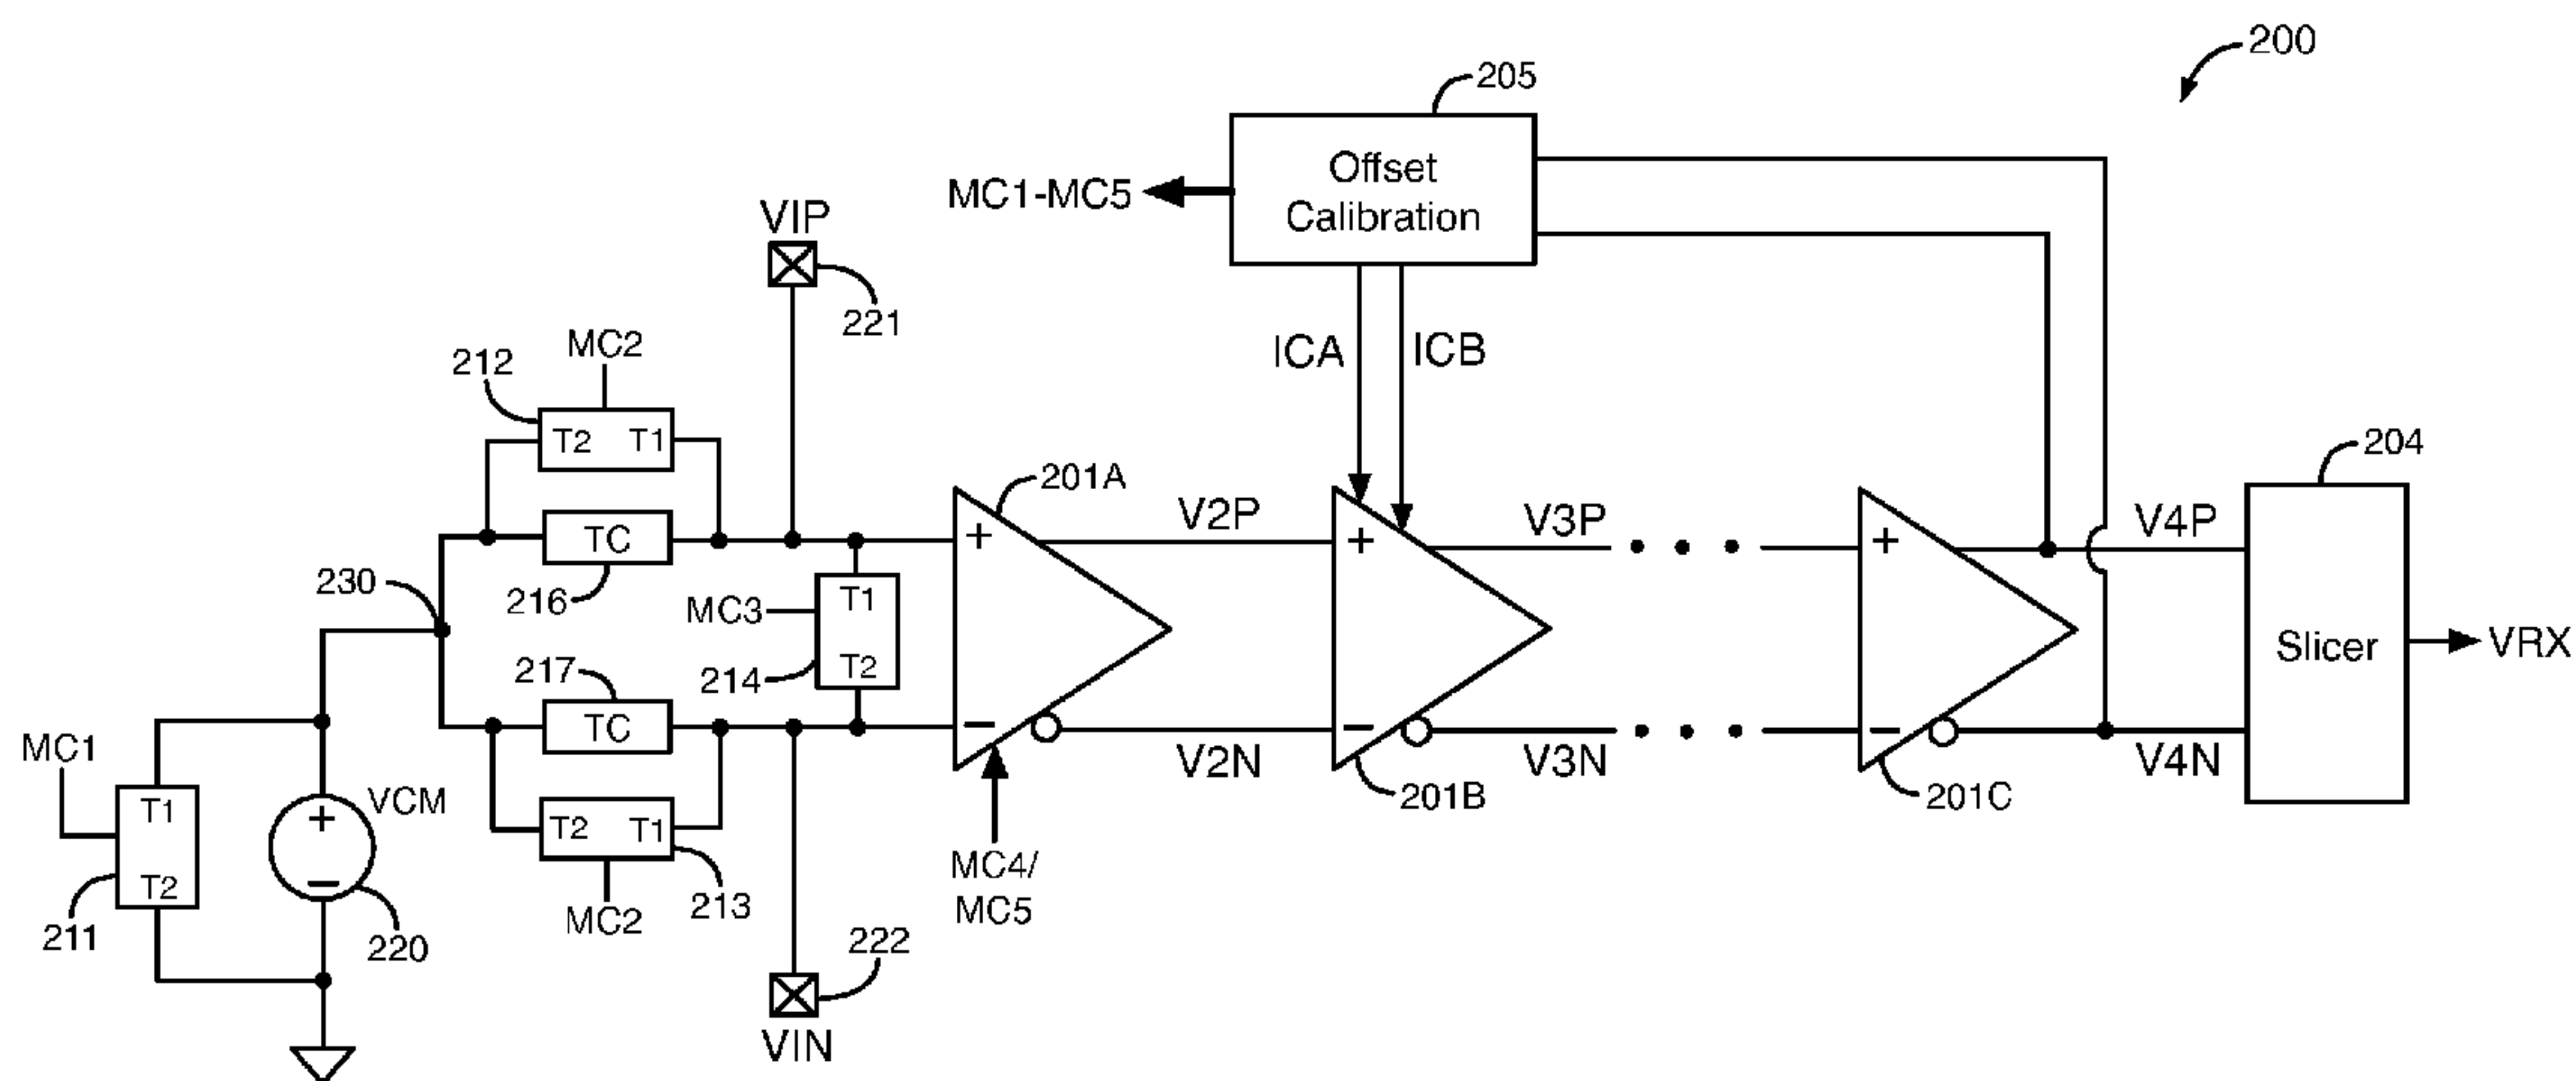 200
205
Offset
Calibration
MC1-MC5
VIP
221
ICA
ICB
MC2
212
T2
T1
204
201A
V2P
V3P
V4P
+
+
+
TC
230
216
MC3
T1
T2
214
217
TC
Slicer
VRX
−
−
−
V2N
V3N
V4N
MC1
T1
T2
211
VCM
+
−
220
T2
T1
213
MC2
MC4/
MC5
201B
201C
222
VIN